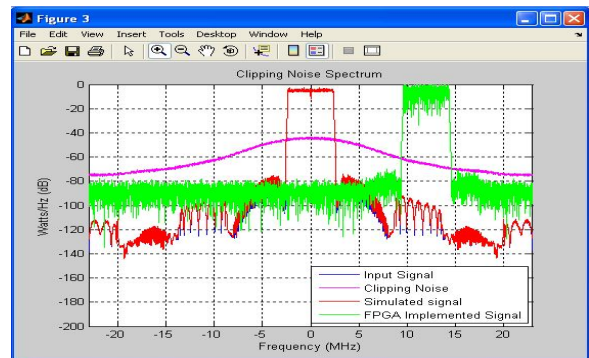 Figure 3
File Edit View Insert Tools Desktop Window Help
Clipping Noise Spectrum
Watts/Hz (dB)
0
-20
-40
-60
-80
-100
-120
-140
-160
-180
-200
-20 -15 -10 -5 0 5 10 15 20
Frequency (MHz)
Input Signal
Clipping Noise
Simulated signal
FPGA Implemented Signal